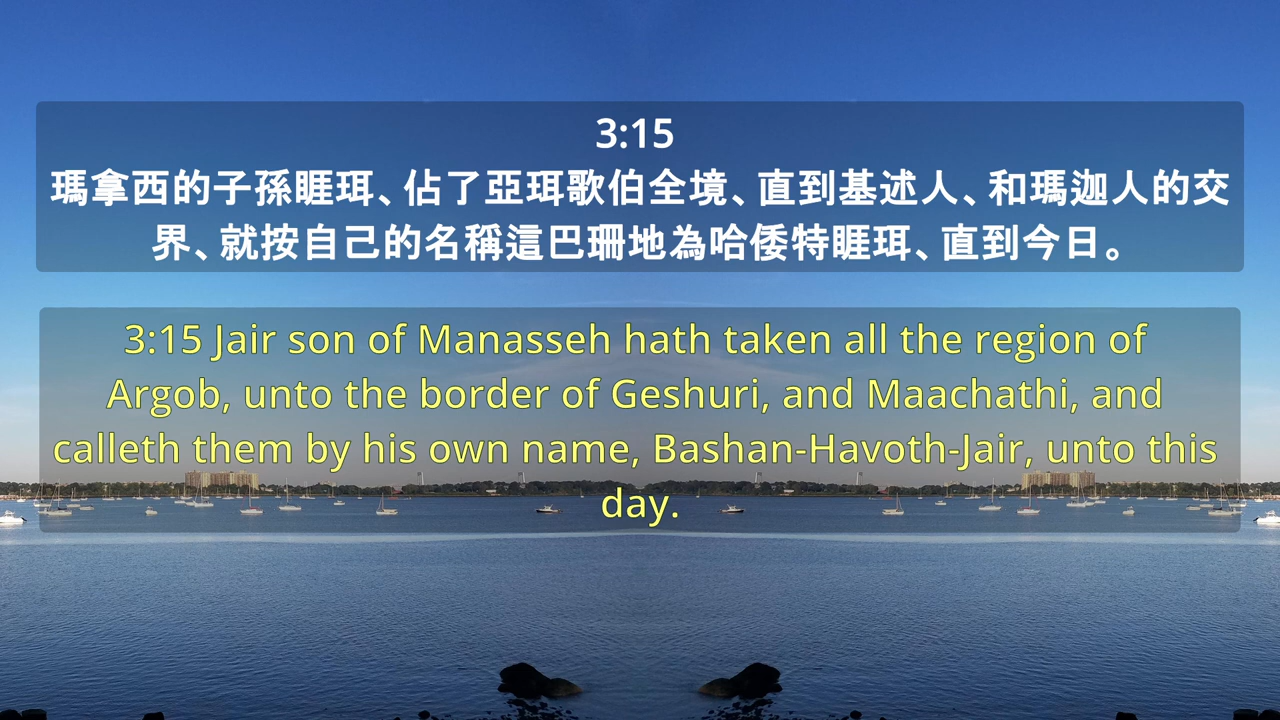 3:15
瑪拿西的子孫睚珥、佔了亞珥歌伯全境、直到基述人、和瑪迦人的交
界、就按自己的名稱這巴珊地為哈倭特睚珥、直到今日。
3:15 Jair son of Manasseh hath taken all the region of
Argob, unto the border of Geshuri, and Maachathi, and
calleth them by his own name, Bashan-Havoth-Jair, unto this
day.